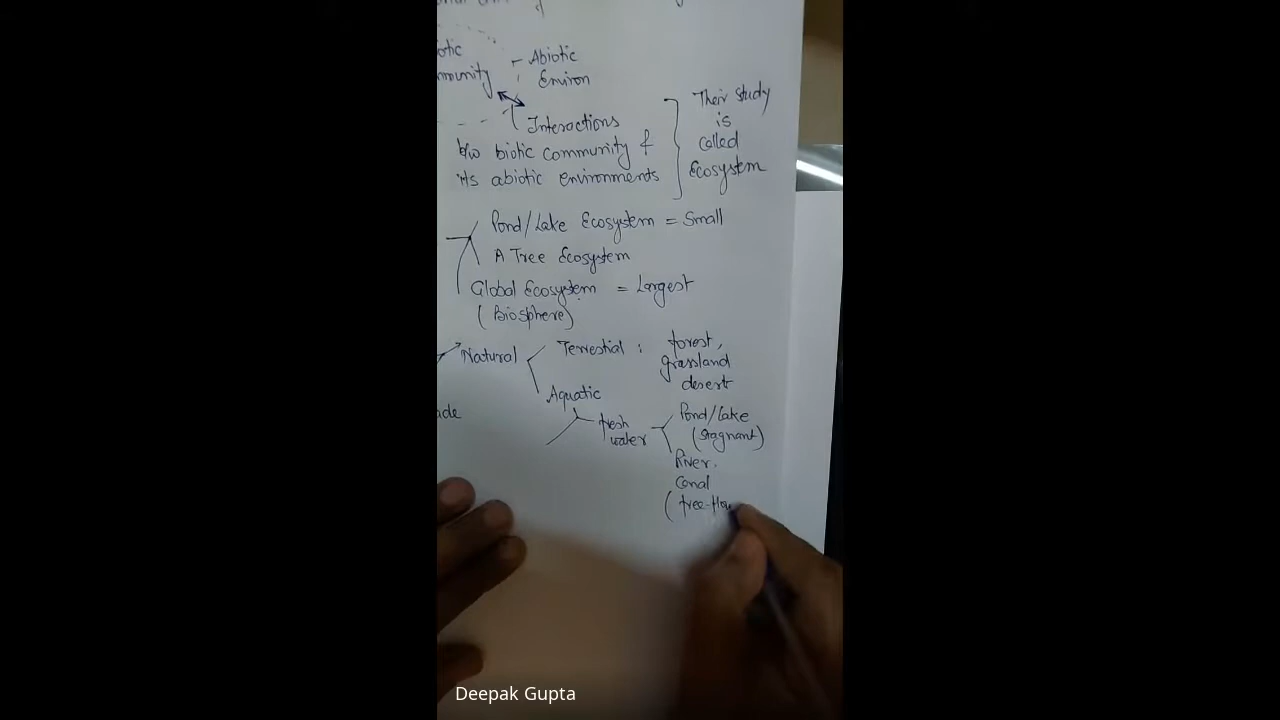 otic
mmunity
Abiotic
Environ
Interactions
b/w biotic community &
its abiotic environments
Their study
is
called
Ecosystem
Pond/Lake Ecosystem = Small
A Tree Ecosystem
Global Ecosystem = Largest
(Biosphere)
Natural
Terrestial : forest,
grassland
desert
Aquatic
ade
fresh
water
Pond/Lake
(Stagnant)
River.
Canal
(free-flow
Deepak Gupta